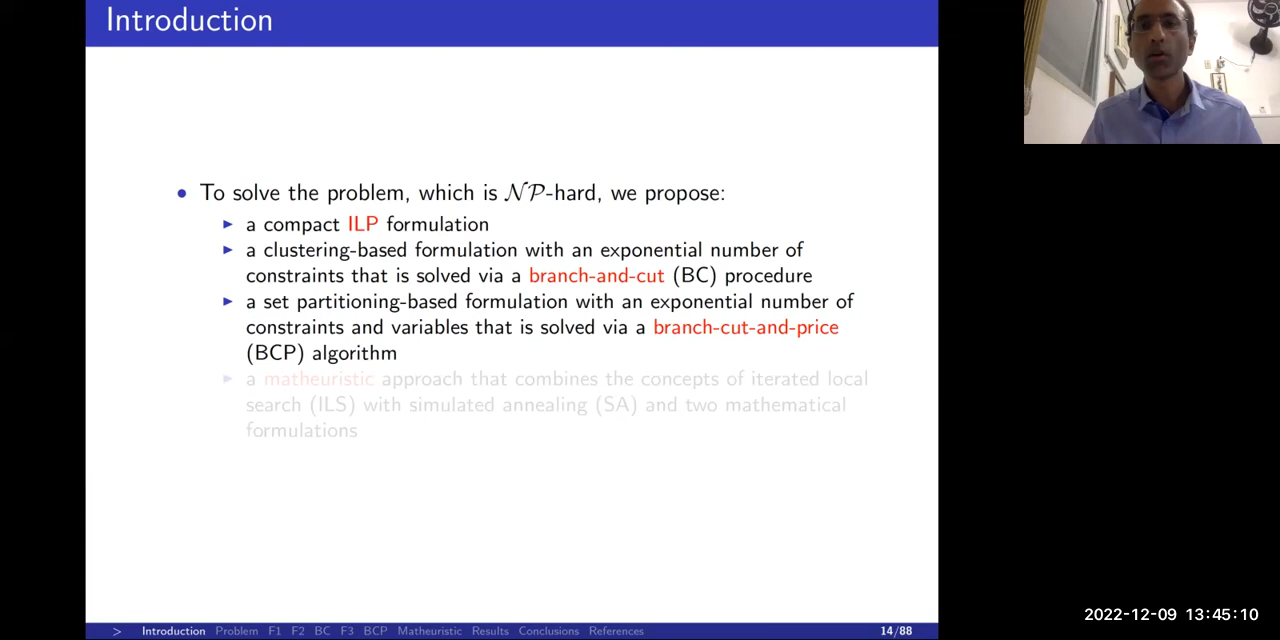 Introduction
• To solve the problem, which is NP-hard, we propose:
▶ a compact ILP formulation
▶ a clustering-based formulation with an exponential number of
constraints that is solved via a branch-and-cut (BC) procedure
▶ a set partitioning-based formulation with an exponential number of
constraints and variables that is solved via a branch-cut-and-price
(BCP) algorithm
▶ a matheuristic approach that combines the concepts of iterated local
search (ILS) with simulated annealing (SA) and two mathematical
formulations
> Introduction Problem F1 F2 BC F3 BCP Matheuristic Results Conclusions References 14/88
2022-12-09 13:45:10